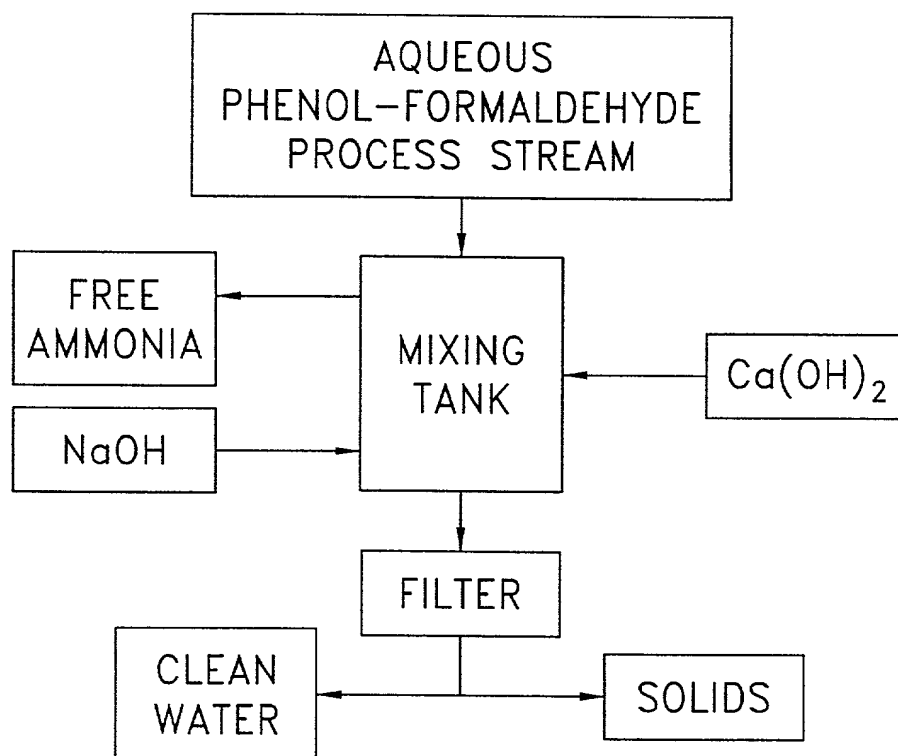 AQUEOUS
PHENOL-FORMALDEHYDE
PROCESS STREAM
FREE
AMMONIA
MIXING
TANK
Ca(OH)₂
NaOH
FILTER
CLEAN
WATER
SOLIDS